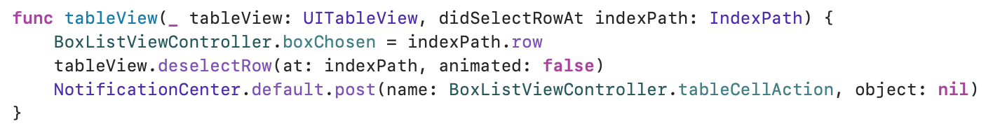 func tableView(_ tableView: UITableView, didSelectRowAt indexPath: IndexPath) {
    BoxListViewController.boxChosen = indexPath.row
    tableView.deselectRow(at: indexPath, animated: false)
    NotificationCenter.default.post(name: BoxListViewController.tableCellAction, object: nil)
}